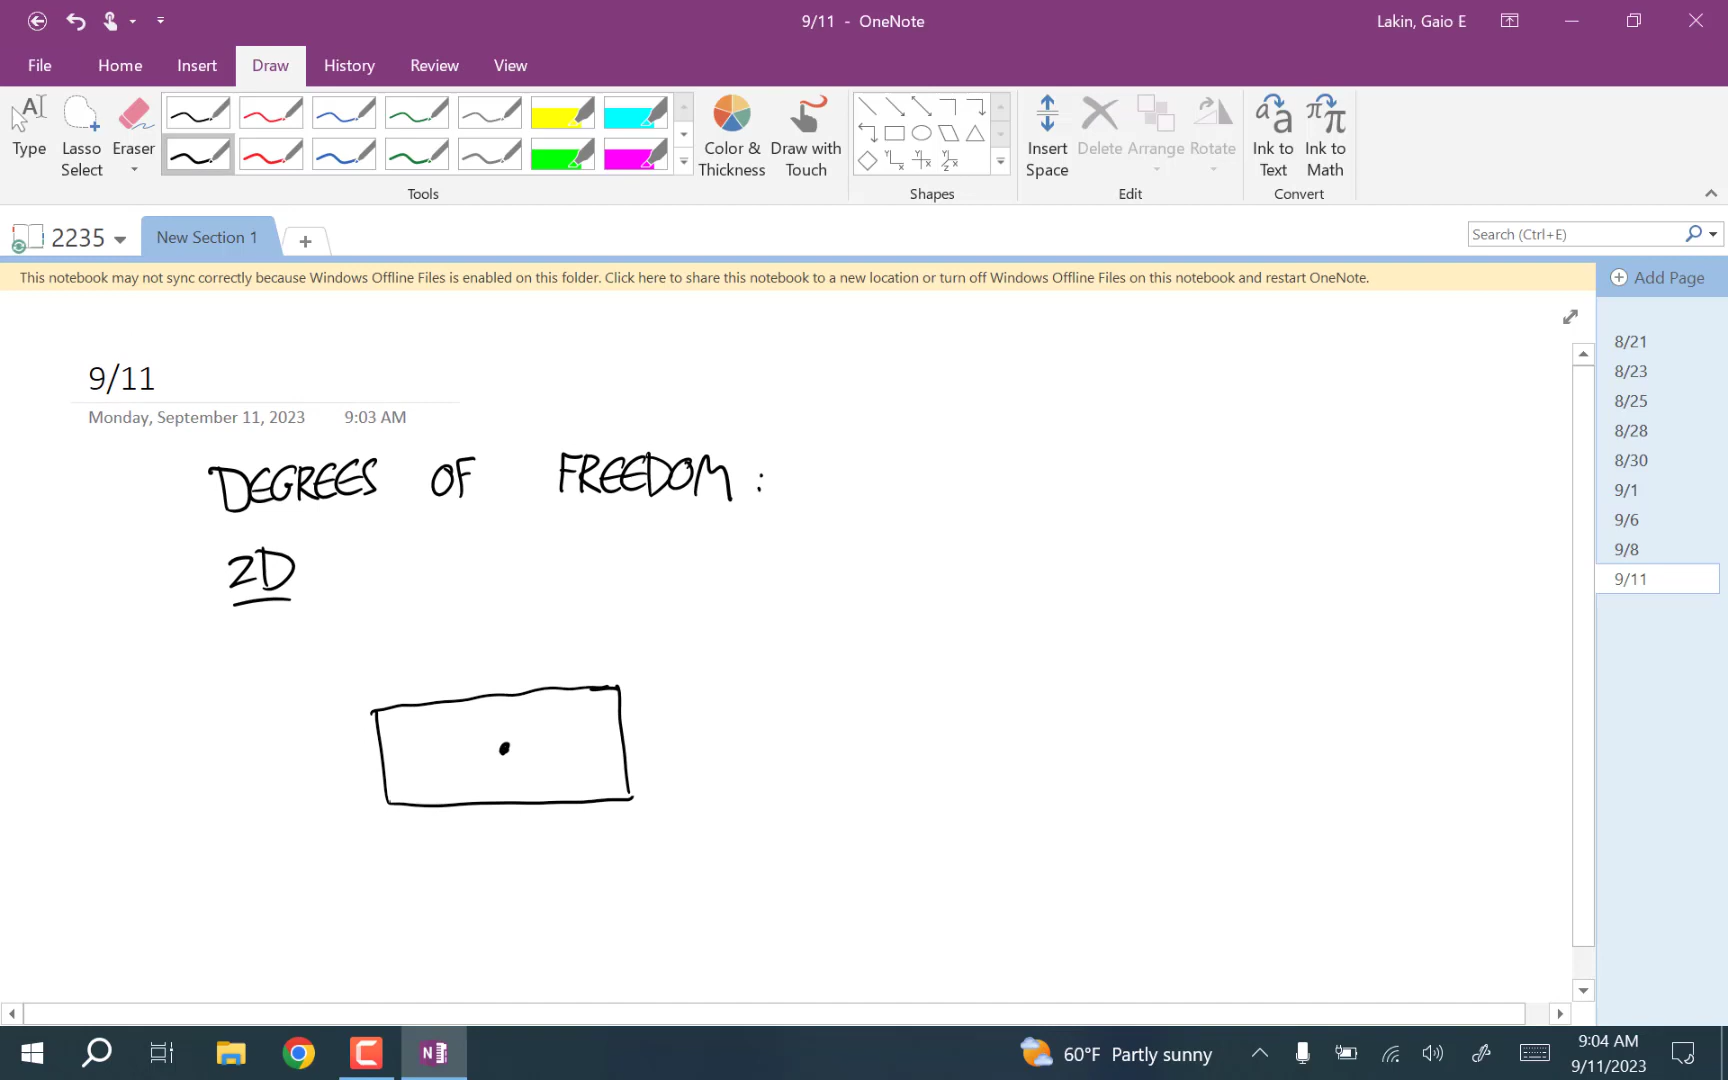 9/11 - OneNote
Lakin, Gaio E
File Home Insert Draw History Review View
Type
Lasso Select
Eraser
Color & Thickness
Draw with Touch
Insert Space
Delete Arrange Rotate
Ink to Text
Ink to Math
Tools
Shapes
Edit
Convert
2235
New Section 1
Search (Ctrl+E)
This notebook may not sync correctly because Windows Offline Files is enabled on this folder. Click here to share this notebook to a new location or turn off Windows Offline Files on this notebook and restart OneNote.
Add Page
8/21
8/23
8/25
8/28
8/30
9/1
9/6
9/8
9/11
9/11
Monday, September 11, 2023 9:03 AM
DEGREES OF FREEDOM:
2D
60°F Partly sunny
9:04 AM
9/11/2023